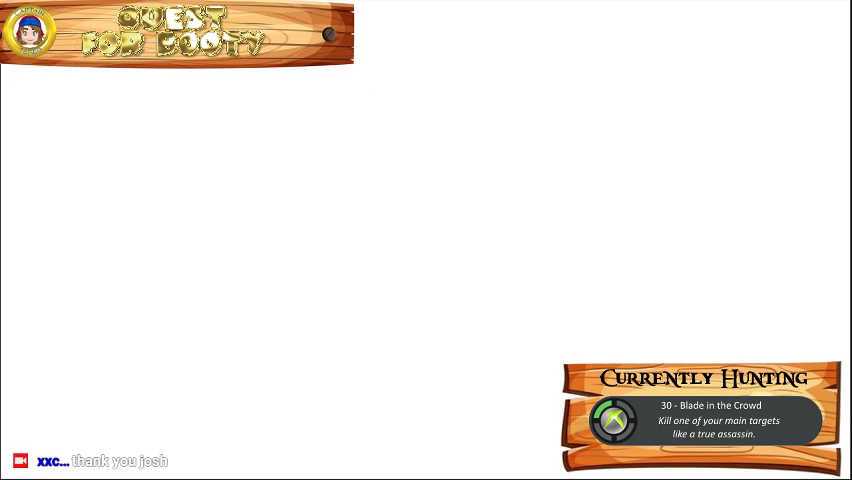 QUEST
FOR BOOTY
CURRENTLY HUNTING
30 - Blade in the Crowd
Kill one of your main targets
like a true assassin.
xxc... thank you josh